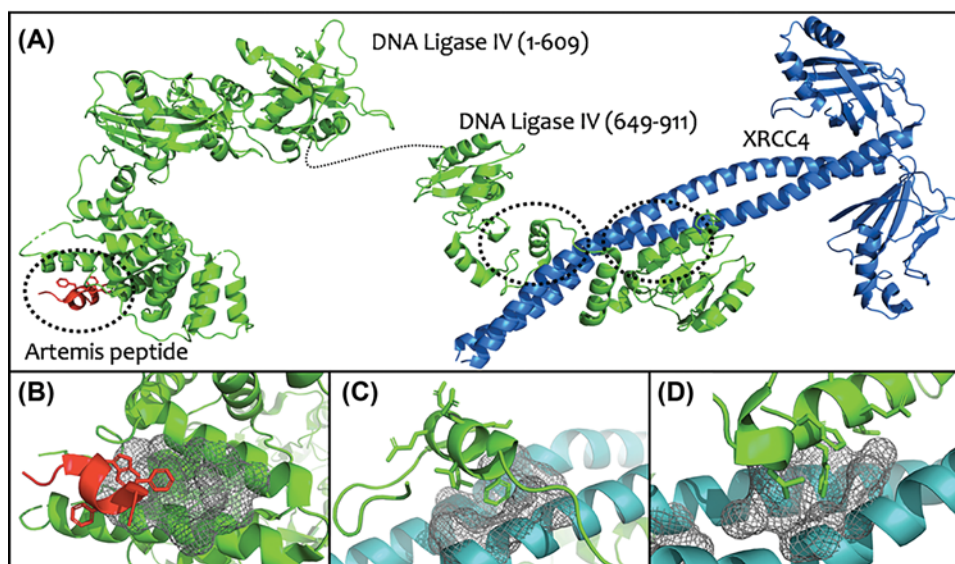 (A)
DNA Ligase IV (1-609)
DNA Ligase IV (649-911)
XRCC4
Artemis peptide
(B)
(C)
(D)